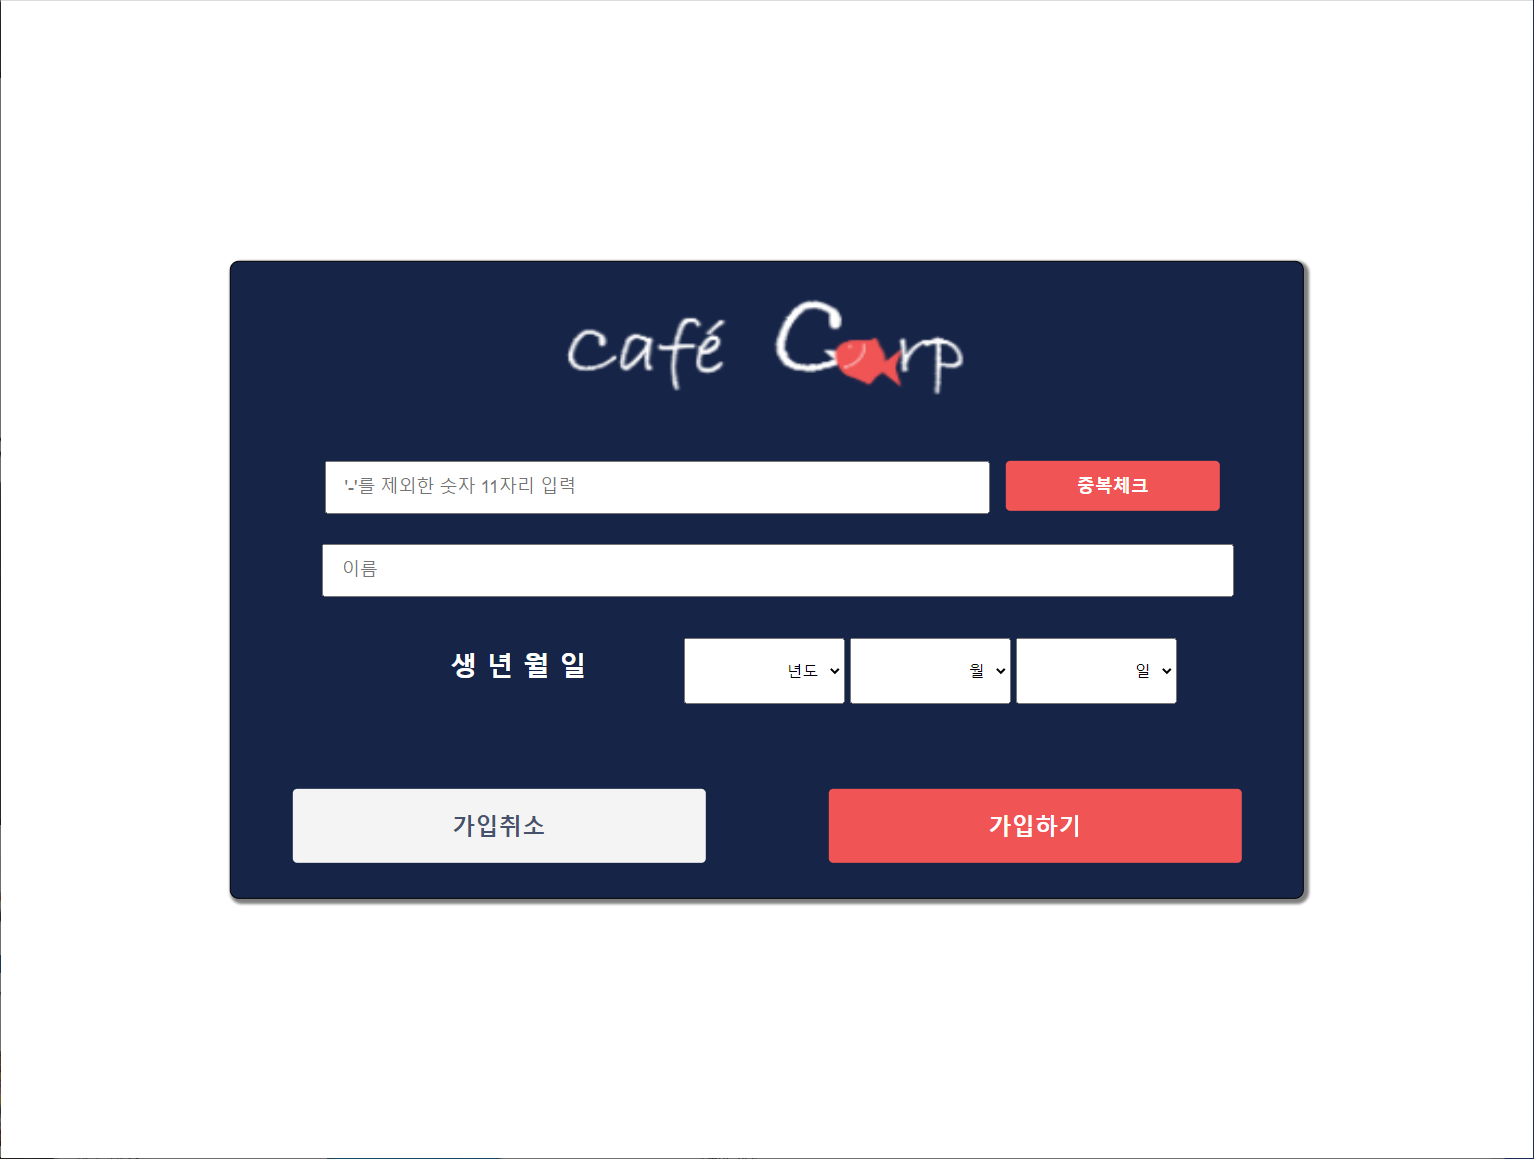 café Carp
'-'를 제외한 숫자 11자리 입력
중복체크
이름
생년월일
년도
월
일
가입취소
가입하기